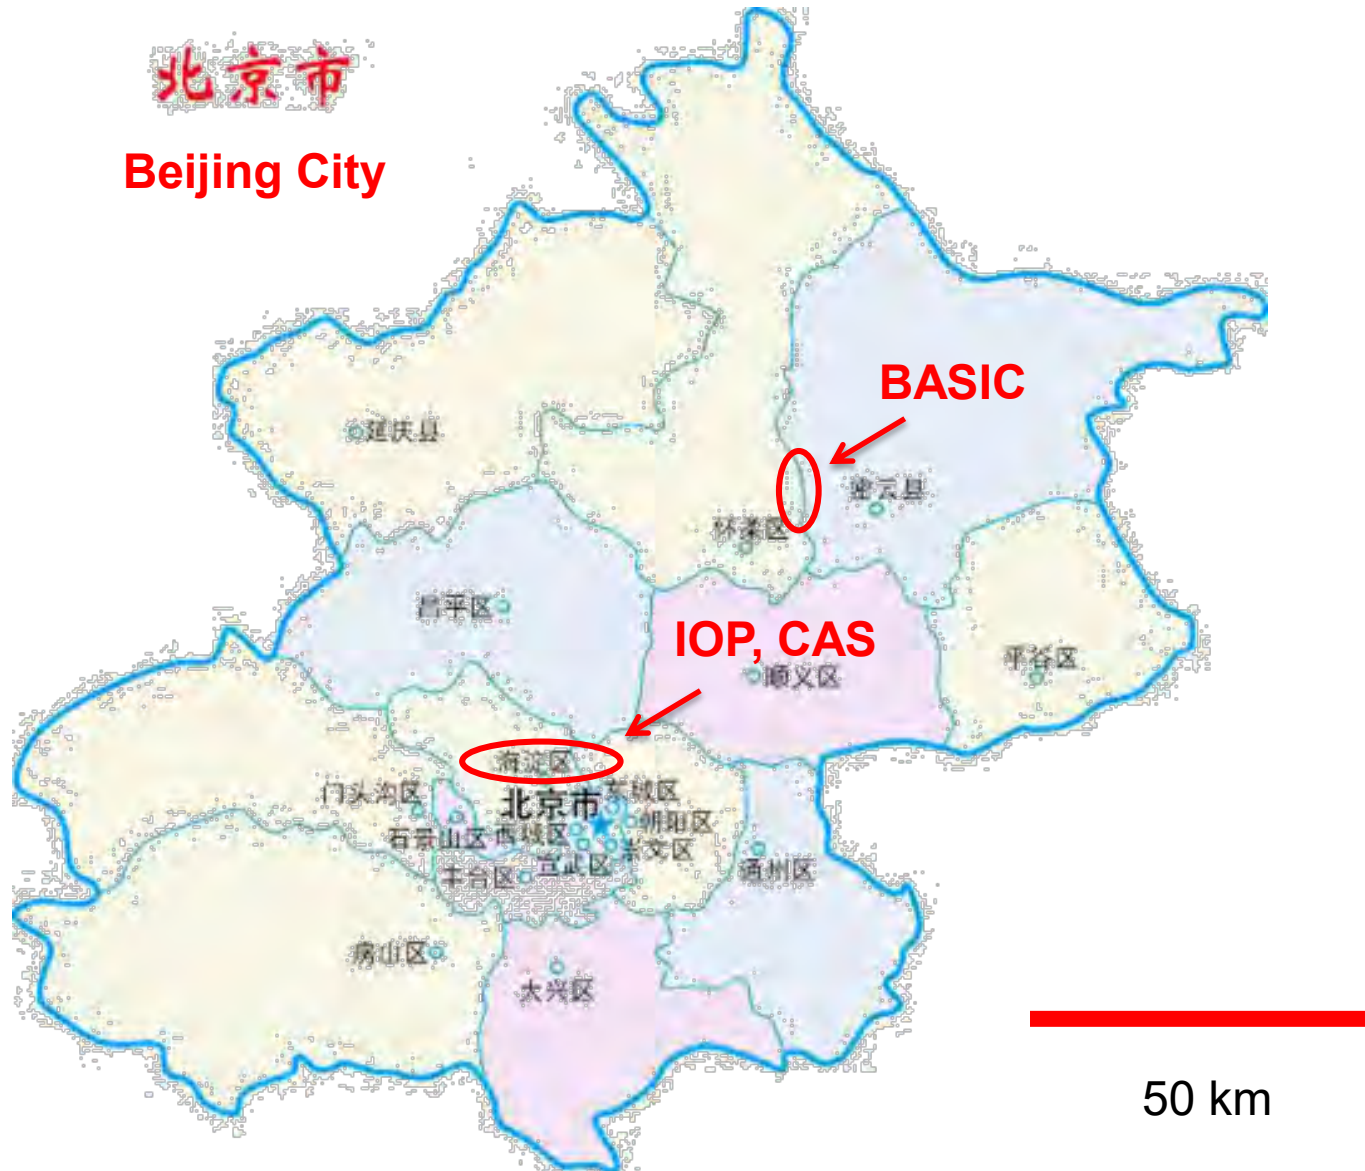 北京市
Beijing City
BASIC
延庆县
密云县
怀柔区
昌平区
IOP, CAS
平谷区
顺义区
海淀区
门头沟区
北京市
东城区
石景山区
西城区
朝阳区
宣武区
崇文区
丰台区
通州区
房山区
大兴区
50 km